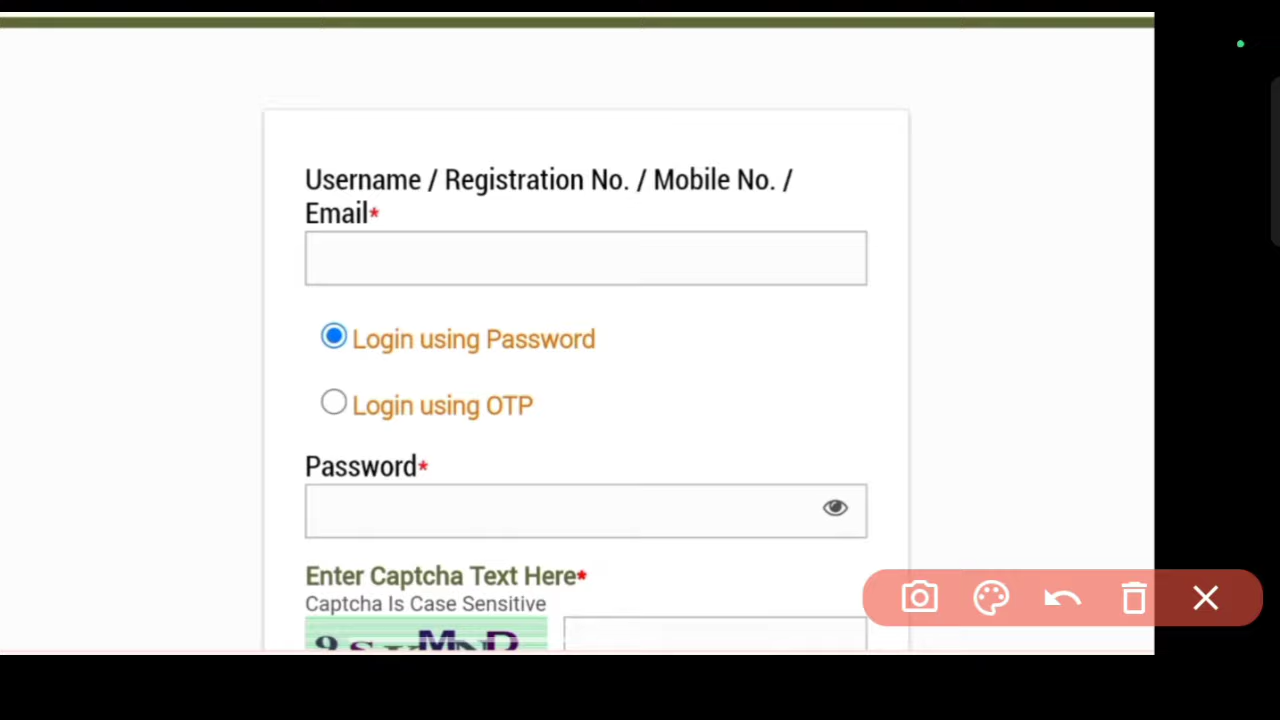 Username / Registration No. / Mobile No. /
Email*
Login using Password
Login using OTP
Password*
Enter Captcha Text Here*
Captcha Is Case Sensitive